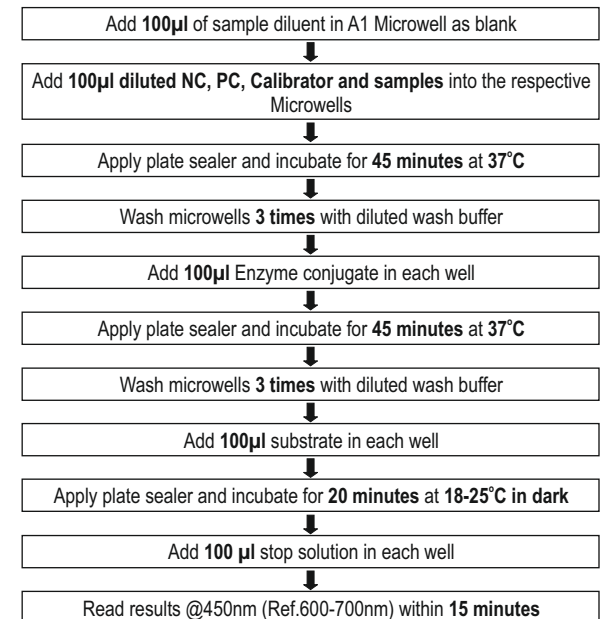 Add 100µl of sample diluent in A1 Microwell as blank
Add 100µl diluted NC, PC, Calibrator and samples into the respective
Microwells
Apply plate sealer and incubate for 45 minutes at 37°C
Wash microwells 3 times with diluted wash buffer
Add 100µl Enzyme conjugate in each well
Apply plate sealer and incubate for 45 minutes at 37°C
Wash microwells 3 times with diluted wash buffer
Add 100µl substrate in each well
Apply plate sealer and incubate for 20 minutes at 18-25°C in dark
Add 100 µl stop solution in each well
Read results @450nm (Ref.600-700nm) within 15 minutes